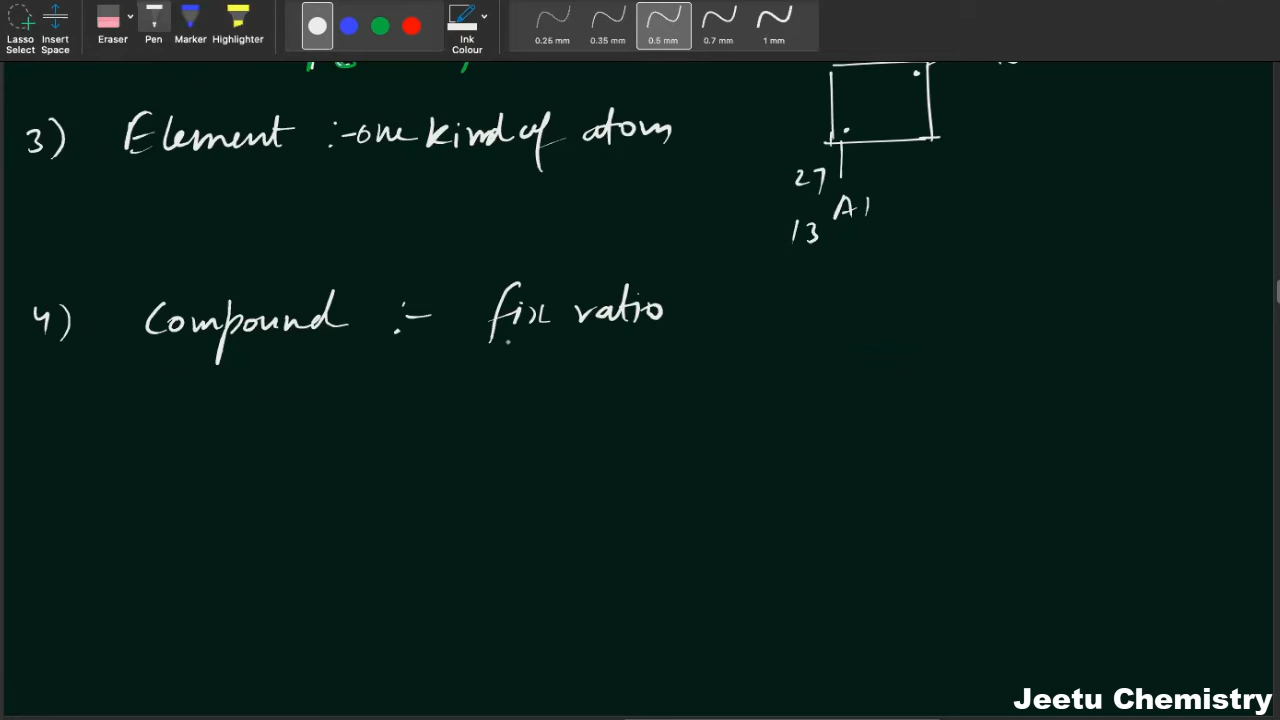 Lasso Select
Insert Space
Eraser
Pen
Marker
Highlighter
Ink Colour
0.25 mm
0.35 mm
0.5 mm
0.7 mm
1 mm
3) Element :- one kind of atom
27
13 Al
4) Compound :- fix ratio
Jeetu Chemistry